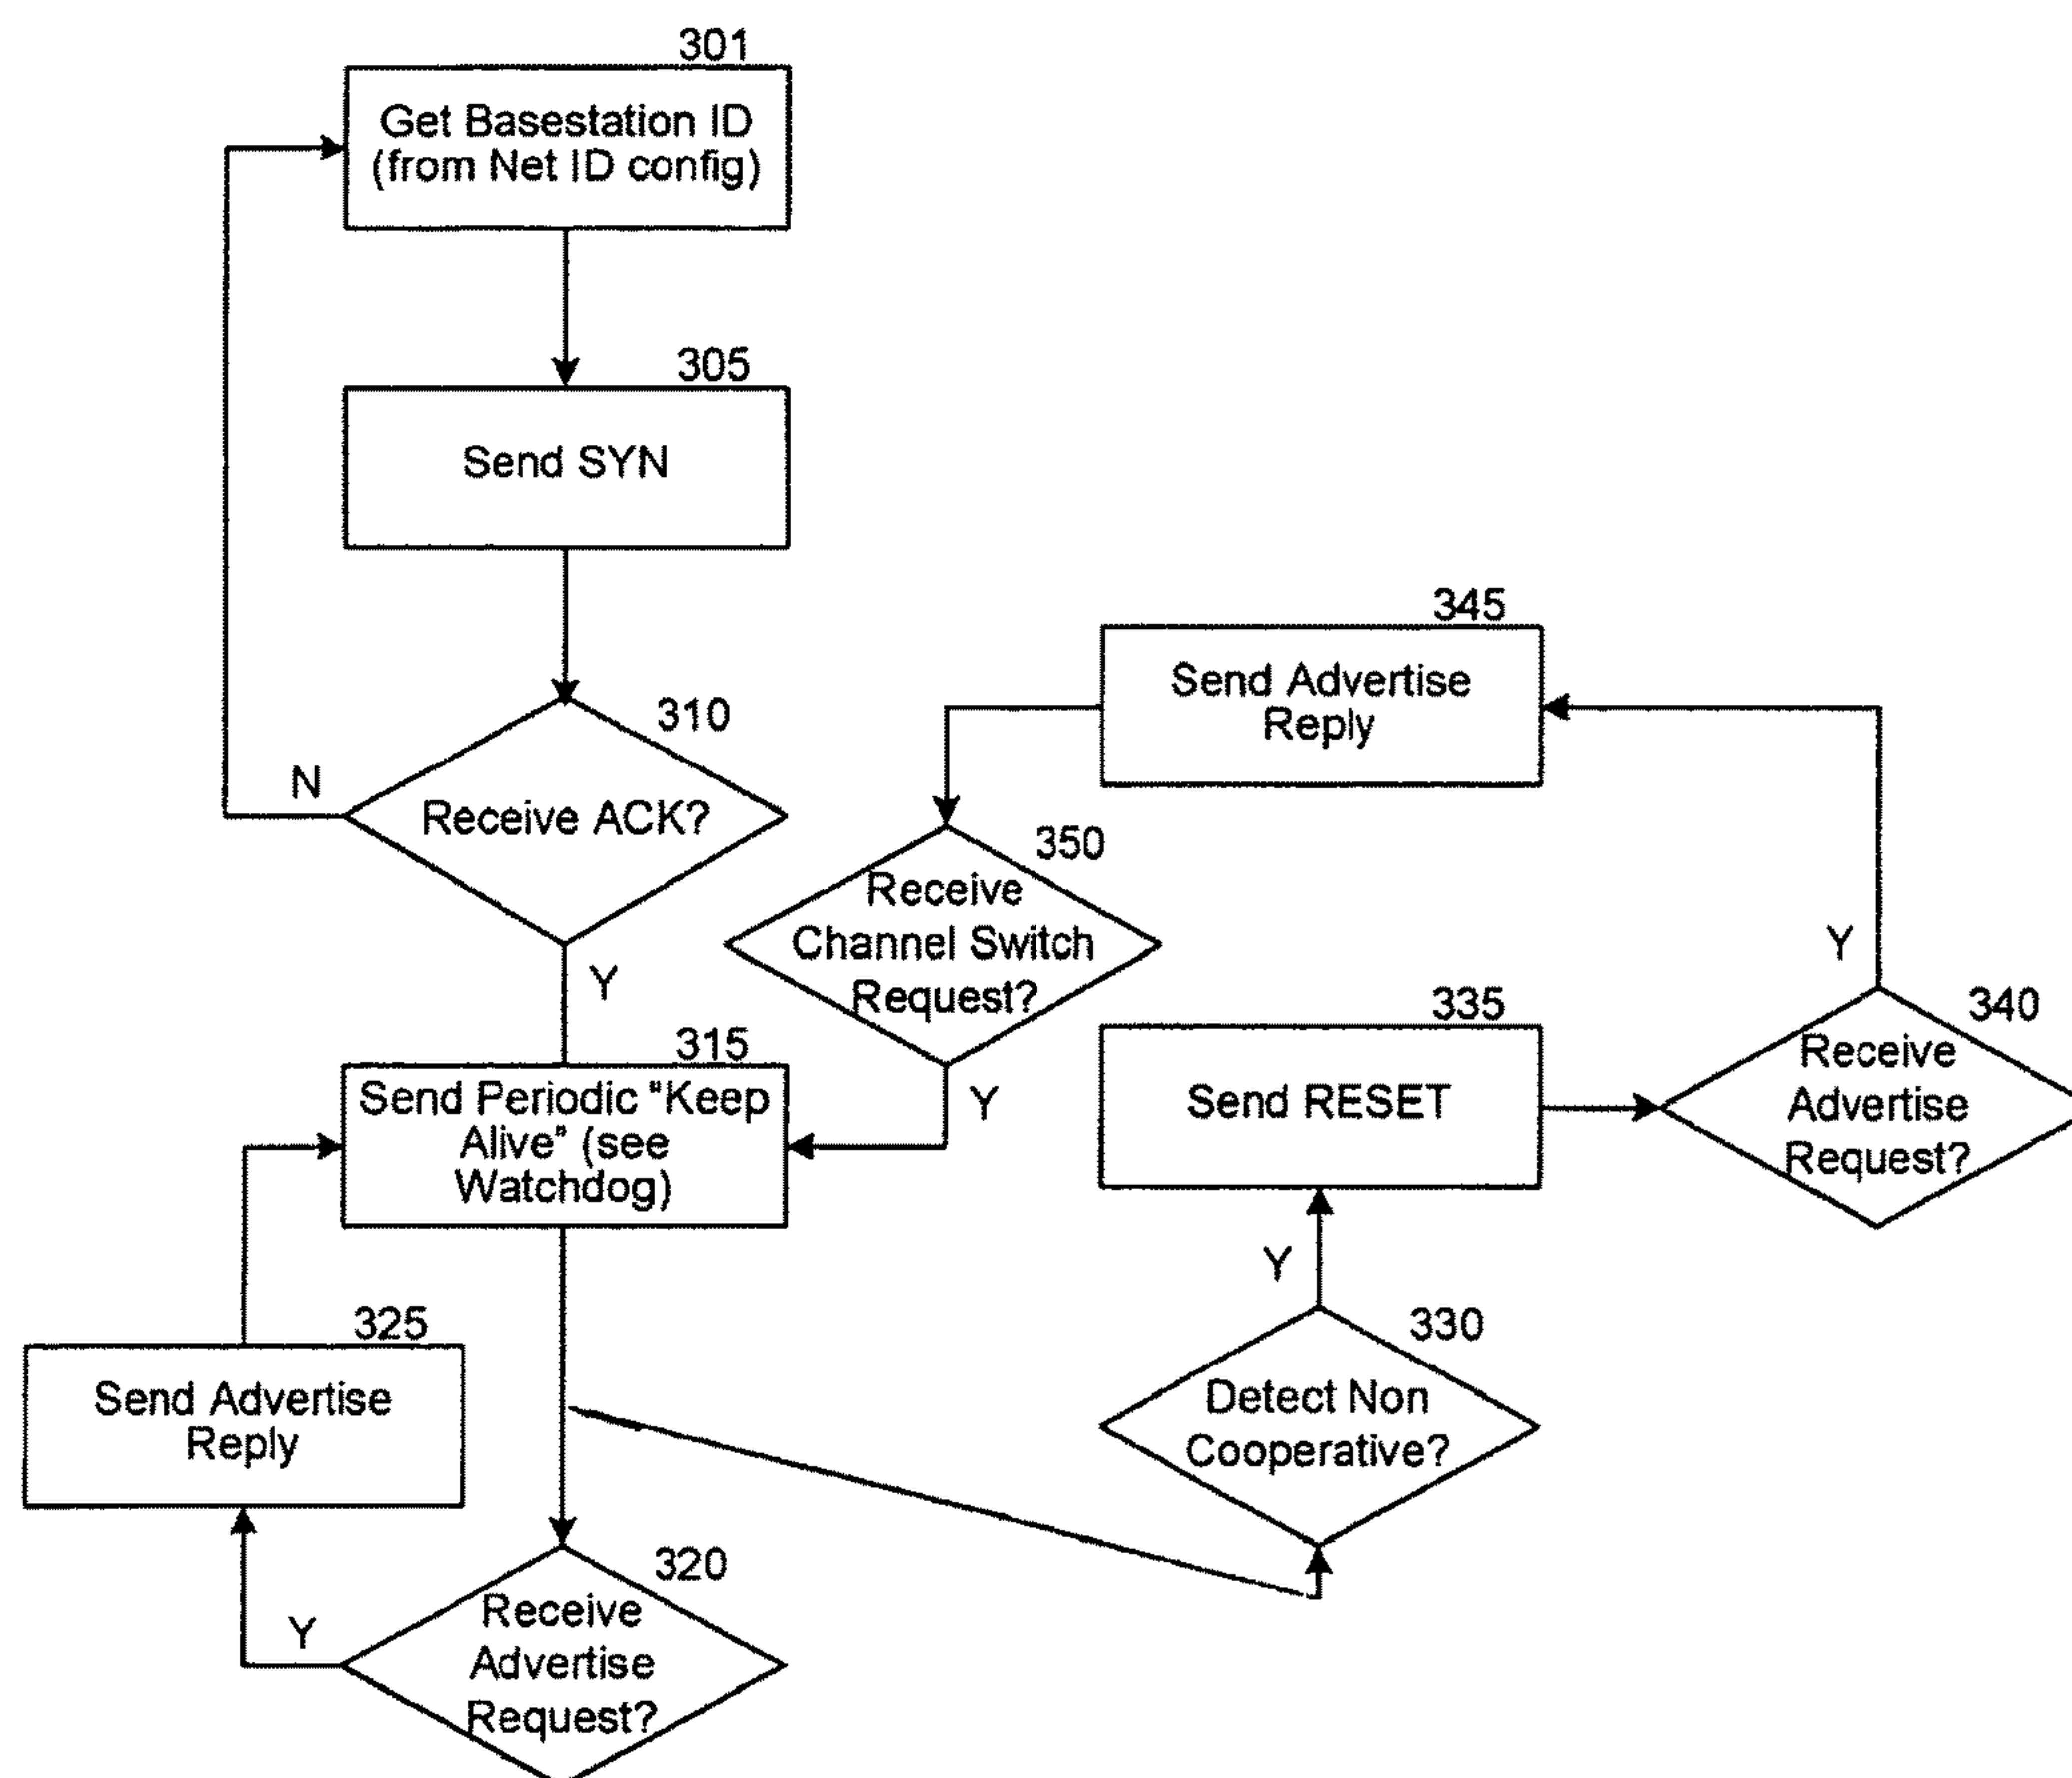 301
Get Basestation ID
(from Net ID config)
305
Send SYN
310
Receive ACK?
N
Y
315
Send Periodic "Keep
Alive" (see
Watchdog)
325
Send Advertise
Reply
320
Receive
Advertise
Request?
Y
345
Send Advertise
Reply
350
Receive
Channel Switch
Request?
Y
335
Send RESET
340
Receive
Advertise
Request?
Y
330
Detect Non
Cooperative?
Y